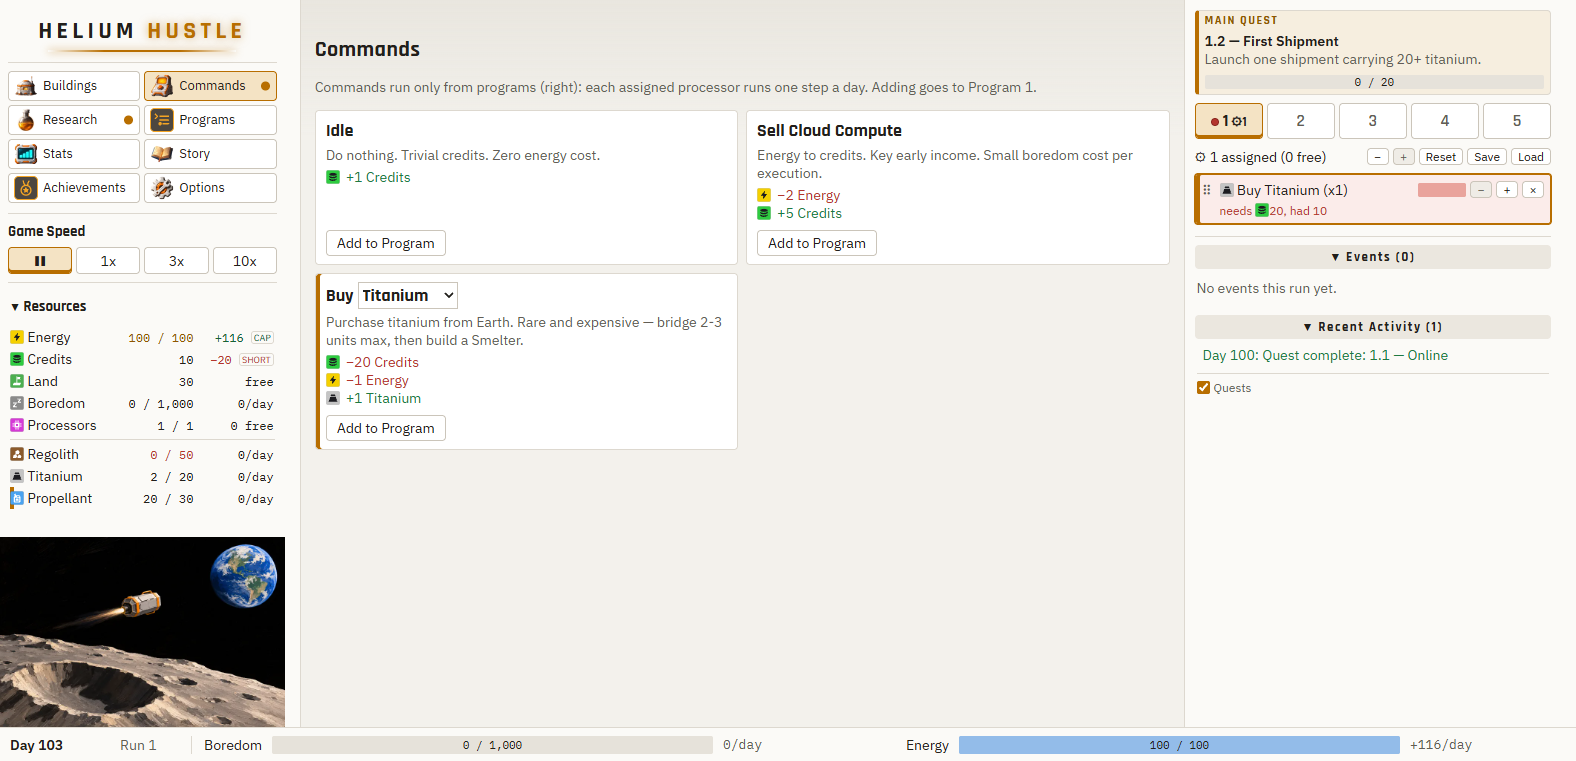 HELIUM HUSTLE
Buildings
Commands
Research
Programs
Stats
Story
Achievements
Options
Game Speed
1x
3x
10x
▼ Resources
Energy 100 / 100 +116 CAP
Credits 10 −20 SHORT
Land 30 free
Boredom 0 / 1,000 0/day
Processors 1 / 1 0 free
Regolith 0 / 50 0/day
Titanium 2 / 20 0/day
Propellant 20 / 30 0/day
Commands
Commands run only from programs (right): each assigned processor runs one step a day. Adding goes to Program 1.
Idle
Do nothing. Trivial credits. Zero energy cost.
+1 Credits
Add to Program
Sell Cloud Compute
Energy to credits. Key early income. Small boredom cost per
execution.
−2 Energy
+5 Credits
Add to Program
Buy Titanium
Purchase titanium from Earth. Rare and expensive — bridge 2-3
units max, then build a Smelter.
−20 Credits
−1 Energy
+1 Titanium
Add to Program
MAIN QUEST
1.2 — First Shipment
Launch one shipment carrying 20+ titanium.
0 / 20
1 ⚙1
2
3
4
5
⚙ 1 assigned (0 free) − + Reset Save Load
Buy Titanium (x1) − + ×
needs 20, had 10
▼ Events (0)
No events this run yet.
▼ Recent Activity (1)
Day 100: Quest complete: 1.1 — Online
Quests
Day 103 Run 1 Boredom 0 / 1,000 0/day Energy 100 / 100 +116/day